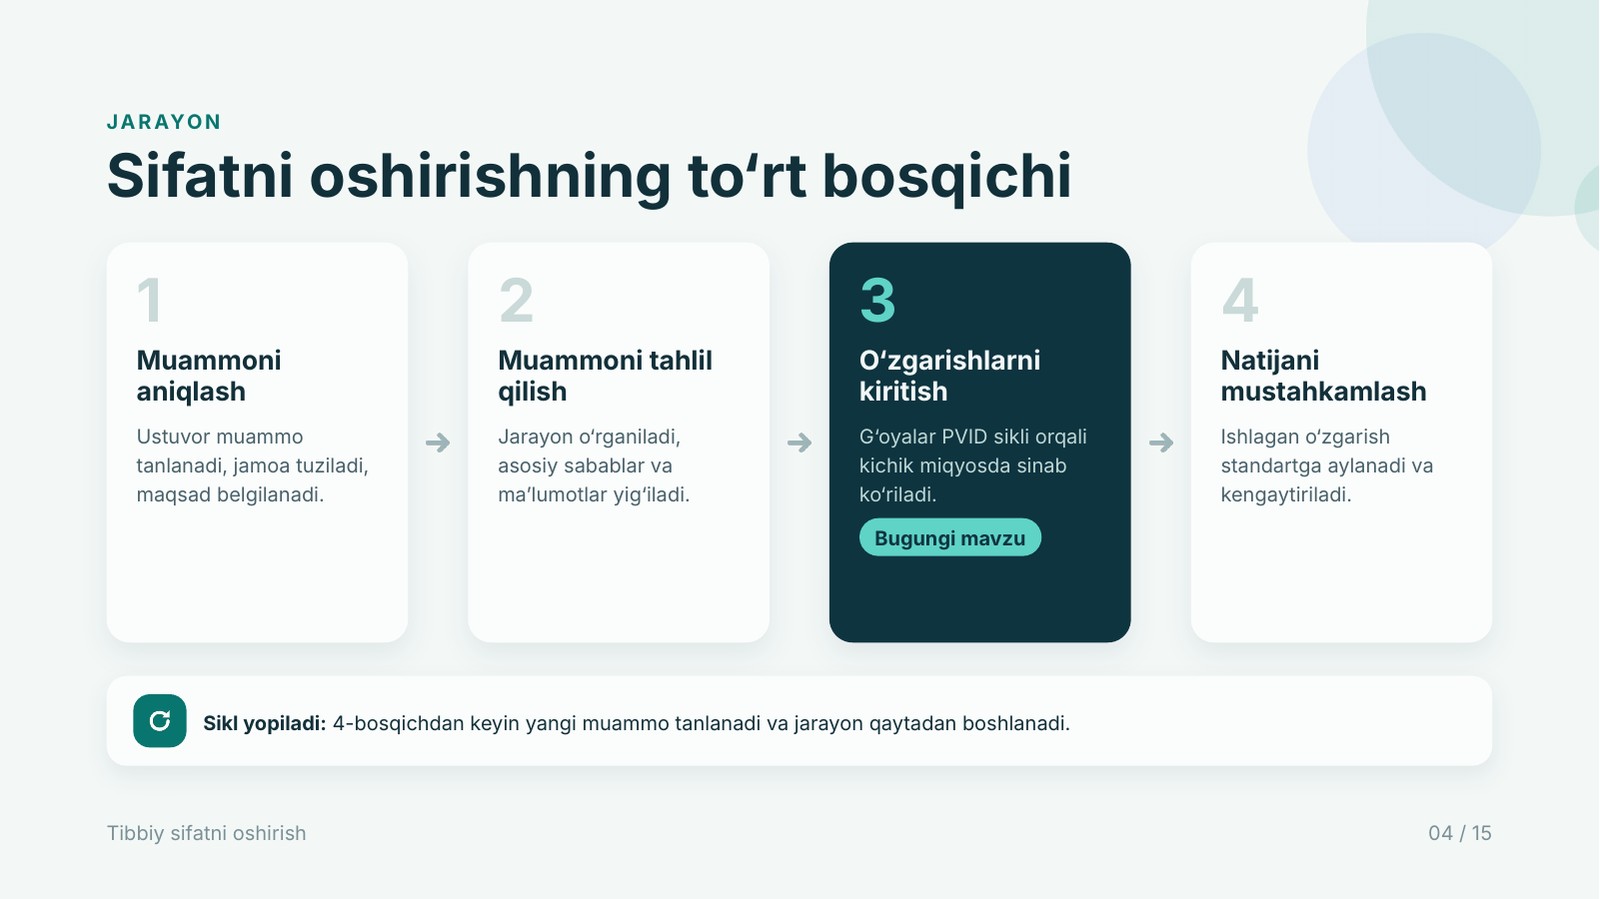 JARAYON
Sifatni oshirishning to‘rt bosqichi
1
Muammoni
aniqlash
Ustuvor muammo
tanlanadi, jamoa tuziladi,
maqsad belgilanadi.
2
Muammoni tahlil
qilish
Jarayon o‘rganiladi,
asosiy sabablar va
ma’lumotlar yig‘iladi.
3
O‘zgarishlarni
kiritish
G‘oyalar PVID sikli orqali
kichik miqyosda sinab
ko‘riladi.
Bugungi mavzu
4
Natijani
mustahkamlash
Ishlagan o‘zgarish
standartga aylanadi va
kengaytiriladi.
Sikl yopiladi: 4-bosqichdan keyin yangi muammo tanlanadi va jarayon qaytadan boshlanadi.
Tibbiy sifatni oshirish
04 / 15